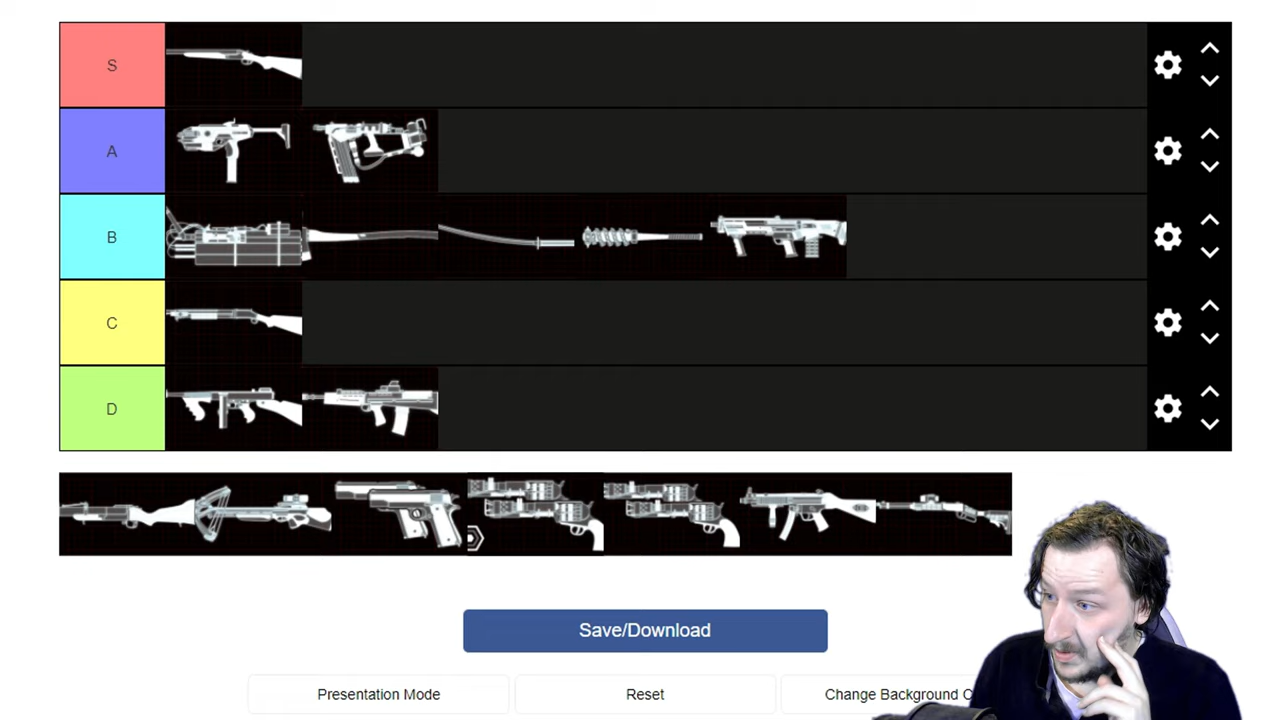 S
A
B
C
D
Save/Download
Presentation Mode
Reset
Change Background